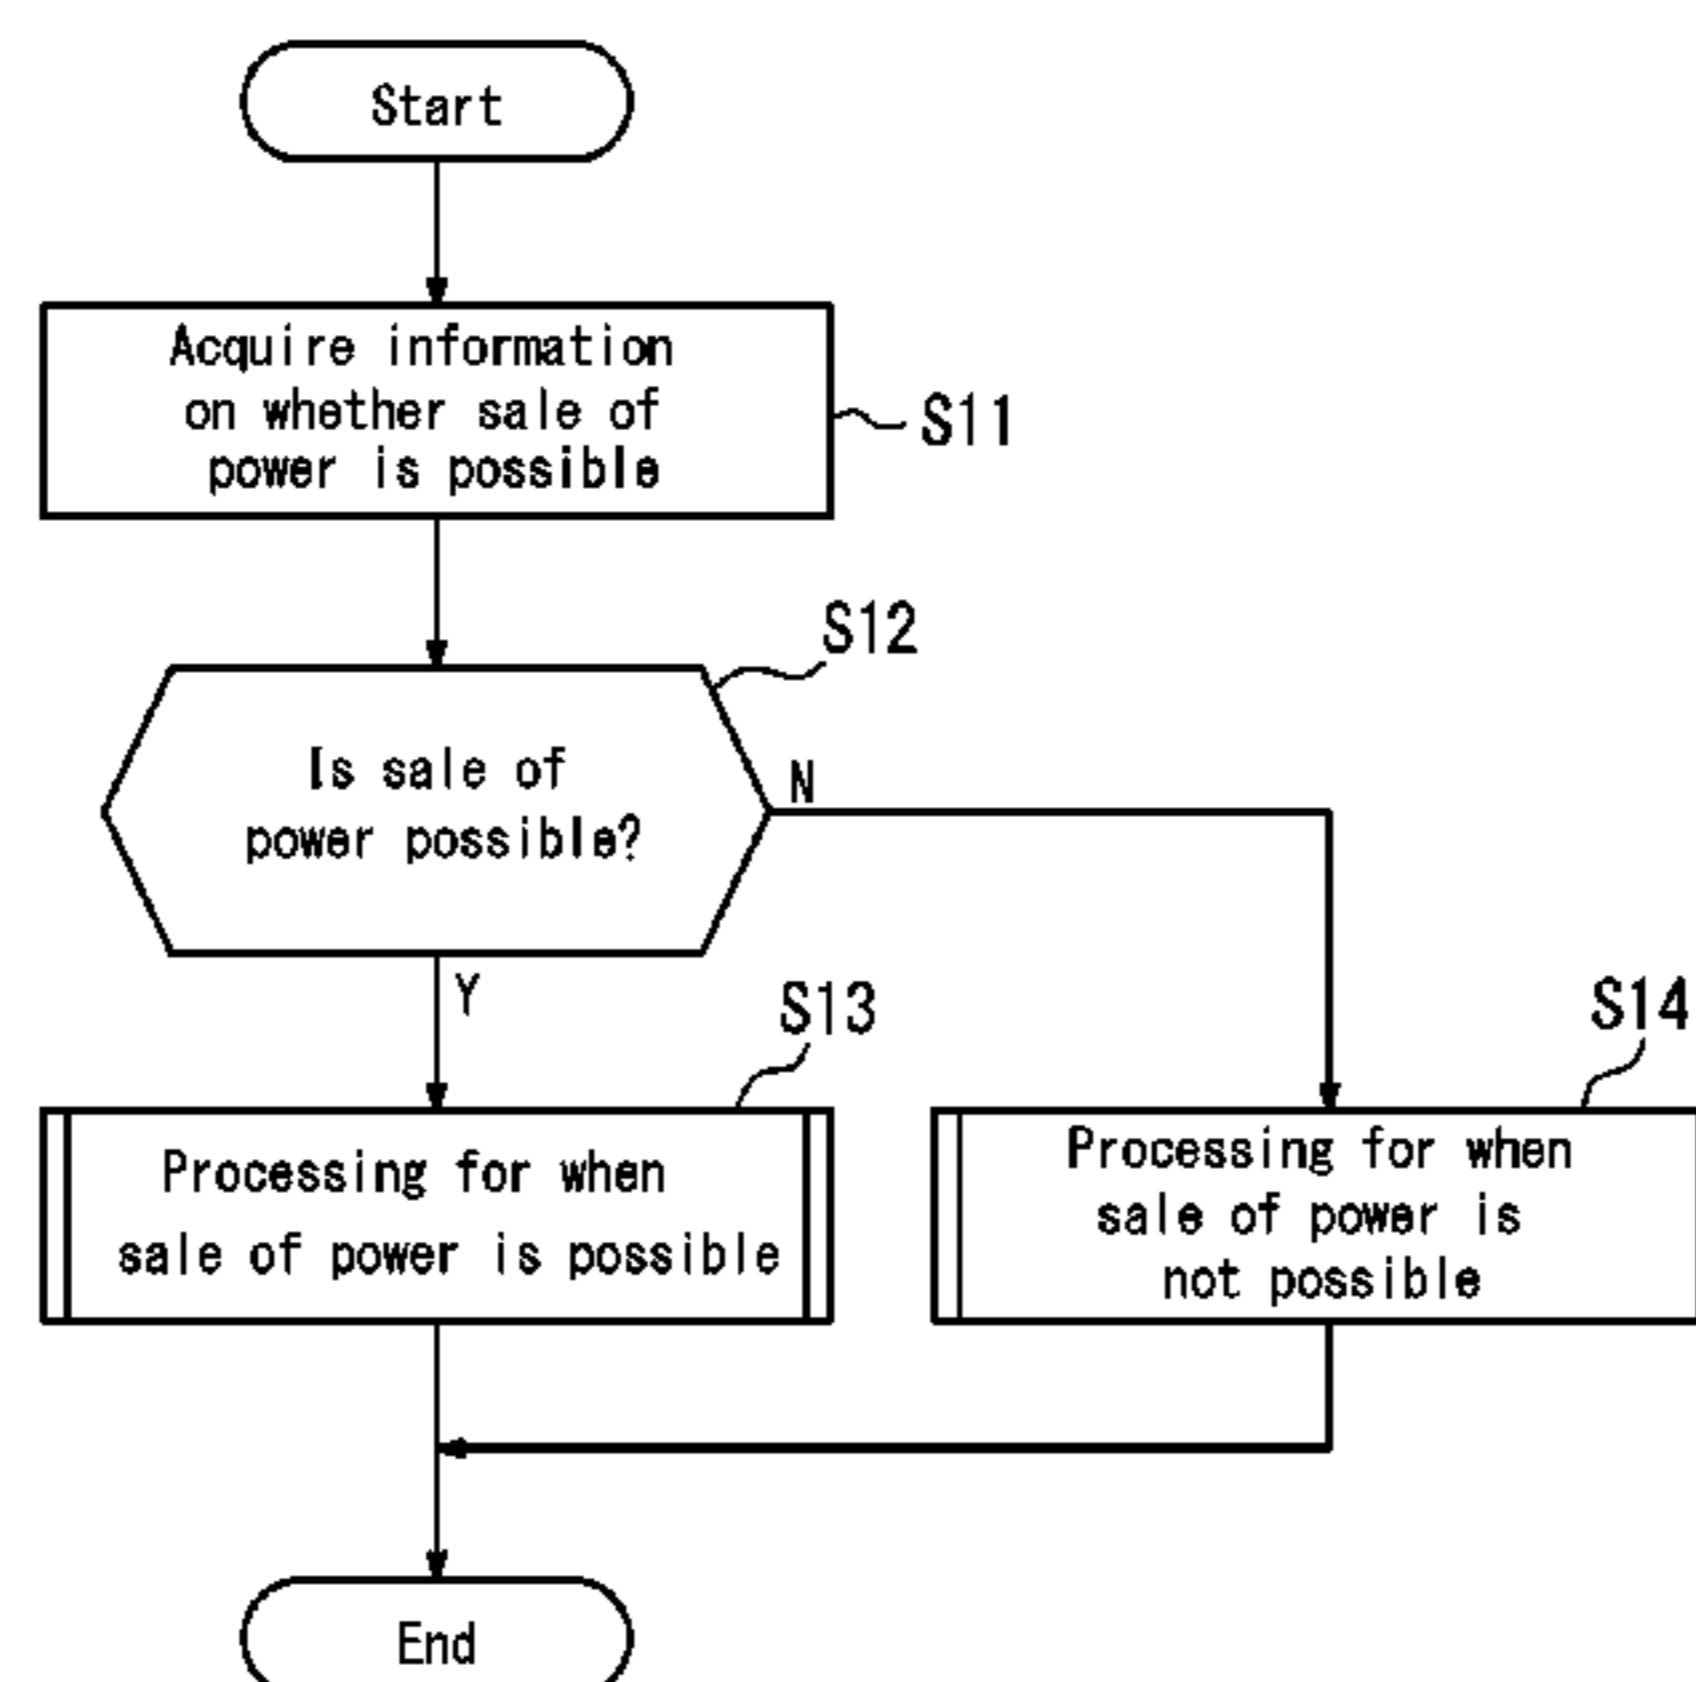 Start
Acquire information
on whether sale of
power is possible
S11
S12
Is sale of
power possible?
N
Y
S13
S14
Processing for when
sale of power is possible
Processing for when
sale of power is
not possible
End